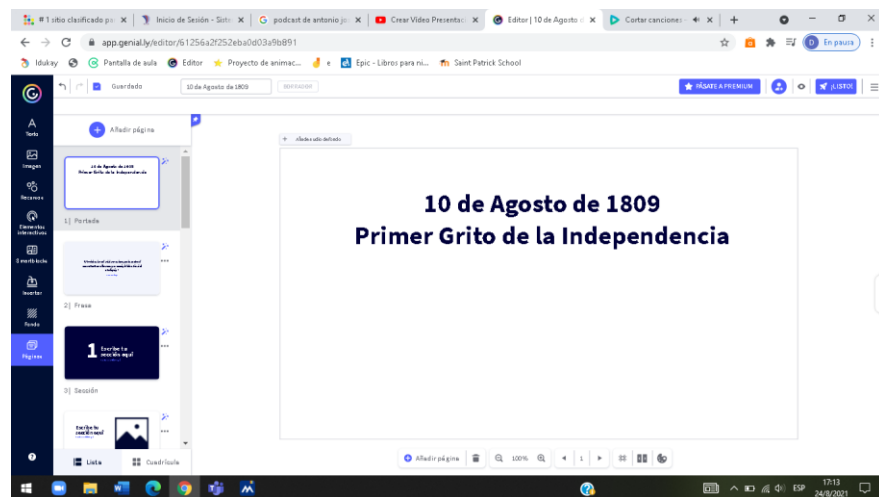 # 1 sitio clasificado pa
Inicio de Sesión - Siste
podcast de antonio jo
Crear Video Presentaci
Editor | 10 de Agosto d
Cortar canciones -
app.genial.ly/editor/61256a2f252eba0d03a9b891
En pausa
Idukay
Pantalla de aula
Editor
Proyecto de animac...
e
Epic - Libros para ni...
Saint Patrick School
Guardado
10 de Agosto de 1809
BORRADOR
PÁSATE A PREMIUM
¡LISTO!
Texto
Imagen
Recursos
Elementos interactivos
Smartblocks
Insertar
Fondo
Páginas
Añadir página
10 de Agosto de 1809
Primer Grito de la Independencia
1| Portada
2| Frase
1 Escribe tu
sección aquí
3| Sección
Escribe tu
sección aquí
Lista
Cuadrícula
Añade audio de fondo
10 de Agosto de 1809
Primer Grito de la Independencia
Añadir página
100%
1
ESP
17:13
24/8/2021